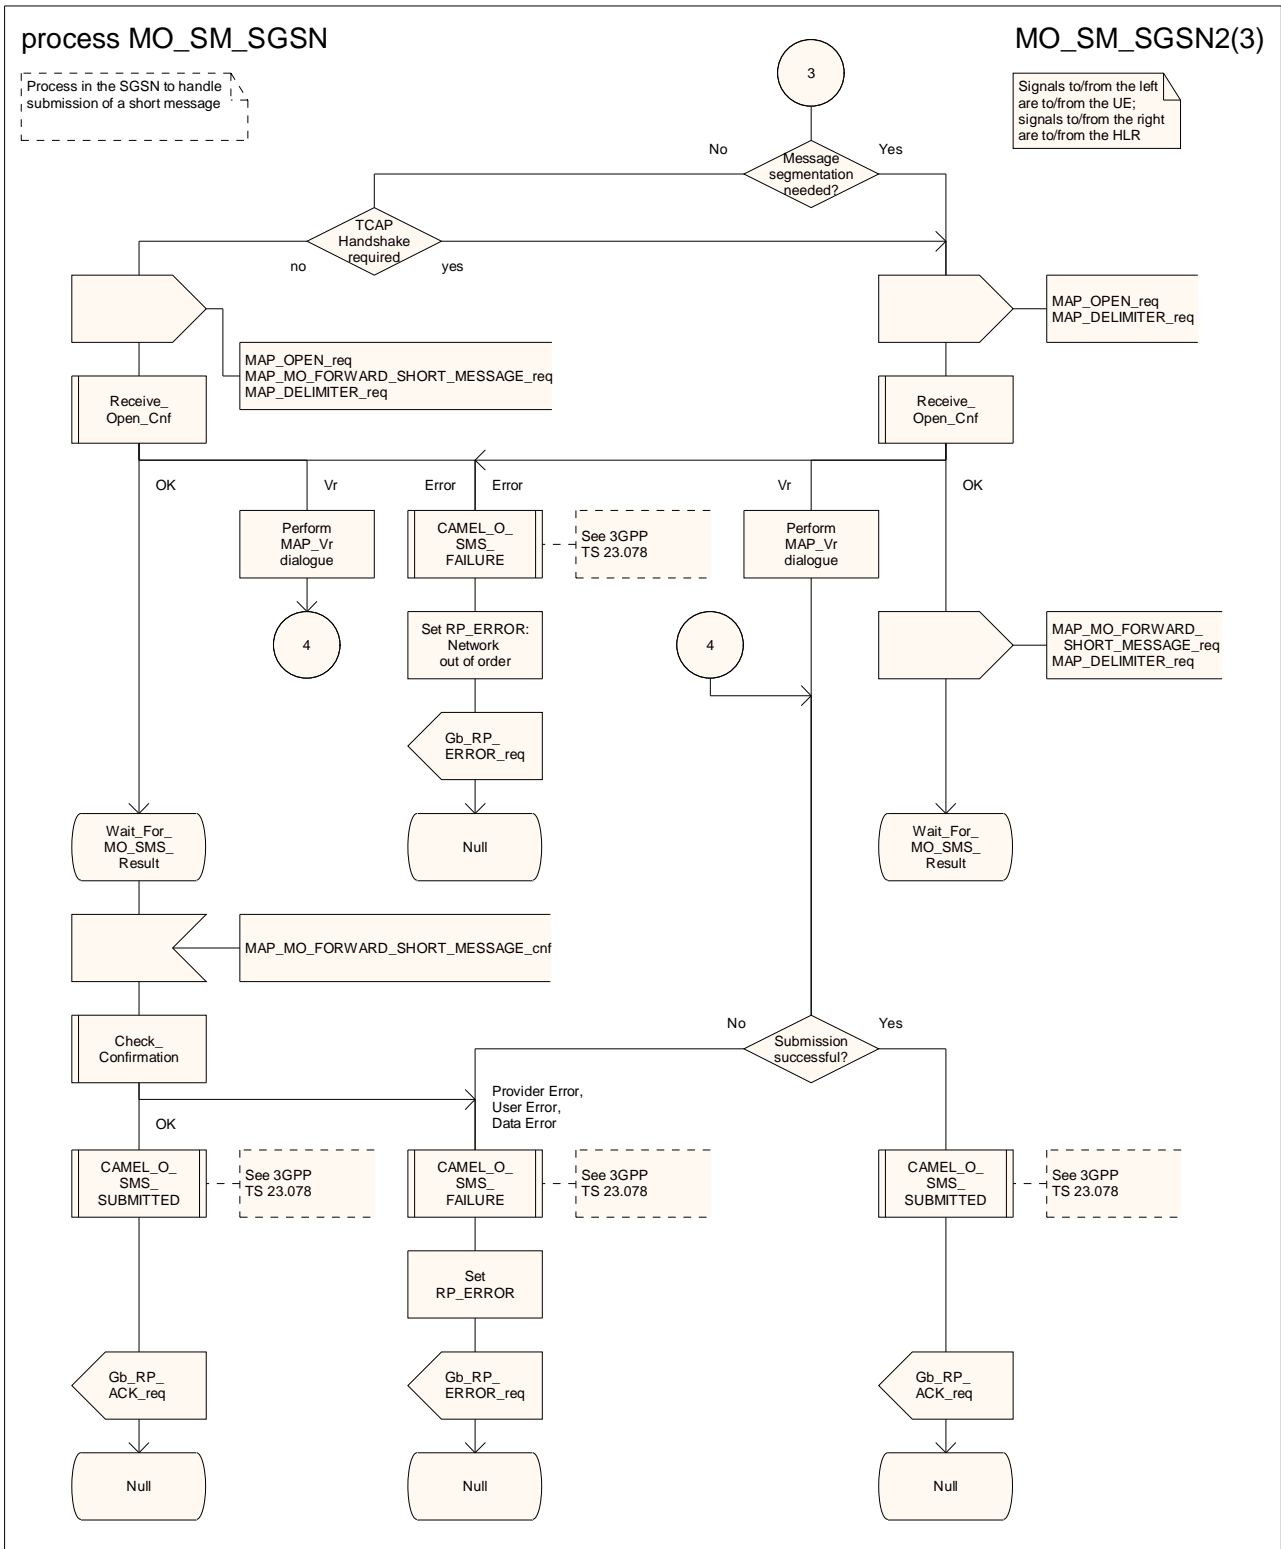 process MO_SM_SGSN
MO_SM_SGSN2(3)
Process in the SGSN to handle
submission of a short message
3
Signals to/from the left
are to/from the UE;
signals to/from the right
are to/from the HLR
No
Message
segmentation
needed?
Yes
TCAP
Handshake
required
no
yes
MAP_OPEN_req
MAP_DELIMITER_req
MAP_OPEN_req
MAP_MO_FORWARD_SHORT_MESSAGE_req
MAP_DELIMITER_req
Receive_
Open_Cnf
Receive_
Open_Cnf
OK
Vr
Error
Error
Vr
OK
Perform
MAP_Vr
dialogue
CAMEL_O_
SMS_
FAILURE
See 3GPP
TS 23.078
Perform
MAP_Vr
dialogue
4
Set RP_ERROR:
Network
out of order
4
MAP_MO_FORWARD_
SHORT_MESSAGE_req
MAP_DELIMITER_req
Gb_RP_
ERROR_req
Wait_For_
MO_SMS_
Result
Null
Wait_For_
MO_SMS_
Result
MAP_MO_FORWARD_SHORT_MESSAGE_cnf
Check_
Confirmation
No
Submission
successful?
Yes
OK
Provider Error,
User Error,
Data Error
CAMEL_O_
SMS_
SUBMITTED
See 3GPP
TS 23.078
CAMEL_O_
SMS_
FAILURE
See 3GPP
TS 23.078
CAMEL_O_
SMS_
SUBMITTED
See 3GPP
TS 23.078
Set
RP_ERROR
Gb_RP_
ACK_req
Gb_RP_
ERROR_req
Gb_RP_
ACK_req
Null
Null
Null